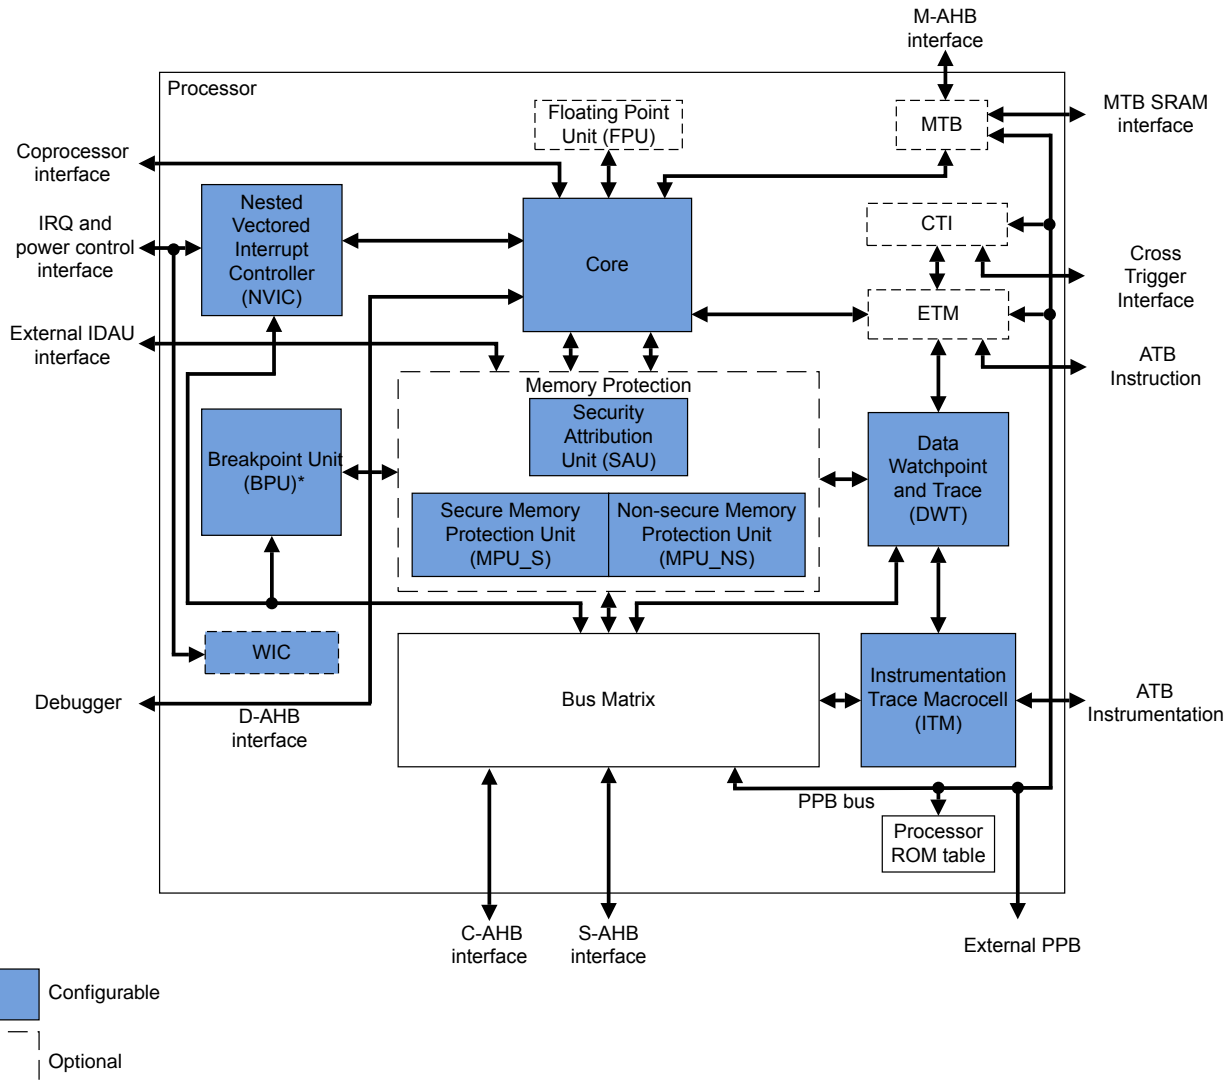 M-AHB
interface
Processor
Floating Point
Unit (FPU)
MTB
MTB SRAM
interface
Coprocessor
interface
Nested
Vectored
Interrupt
Controller
(NVIC)
IRQ and
power control
interface
Core
CTI
Cross
Trigger
Interface
ETM
External IDAU
interface
ATB
Instruction
Memory Protection
Security
Attribution
Unit (SAU)
Breakpoint Unit
(BPU)*
Data
Watchpoint
and Trace
(DWT)
Secure Memory
Protection Unit
(MPU_S)
Non-secure Memory
Protection Unit
(MPU_NS)
WIC
Bus Matrix
Instrumentation
Trace Macrocell
(ITM)
ATB
Instrumentation
Debugger
D-AHB
interface
PPB bus
Processor
ROM table
C-AHB
interface
S-AHB
interface
External PPB
Configurable
Optional